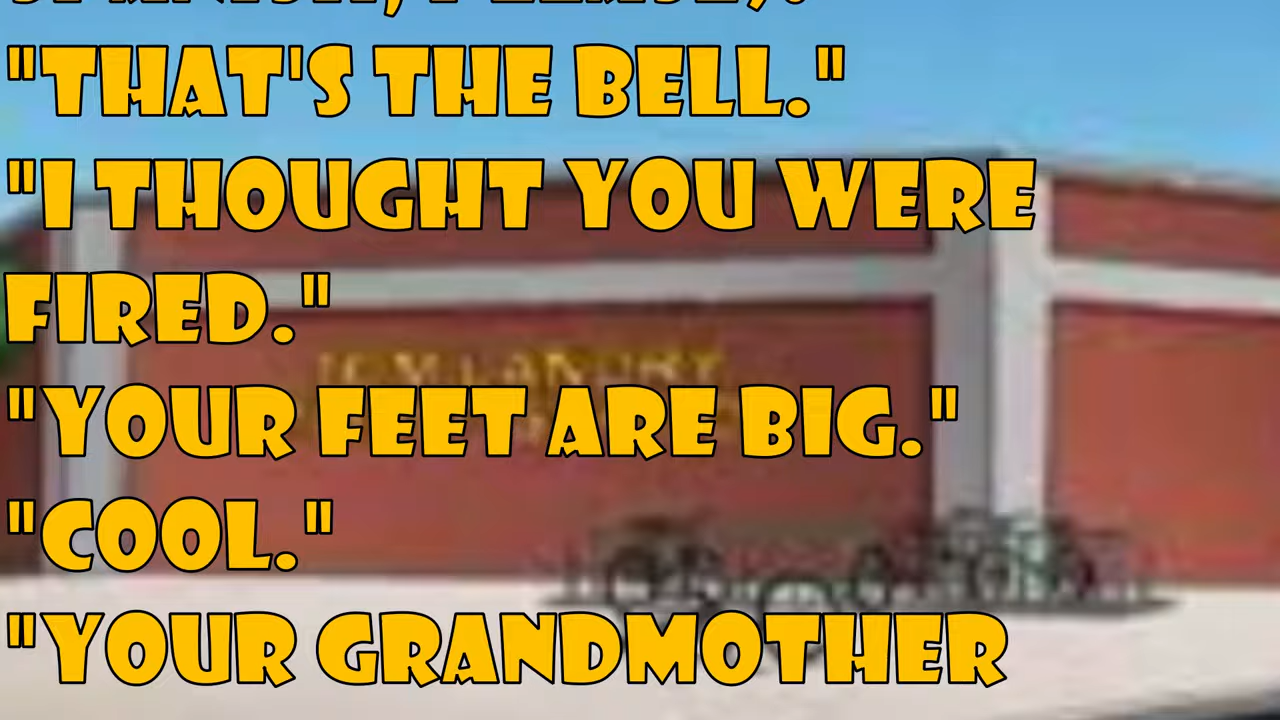 "THAT'S THE BELL."
"I THOUGHT YOU WERE
FIRED."
"YOUR FEET ARE BIG."
"COOL."
"YOUR GRANDMOTHER